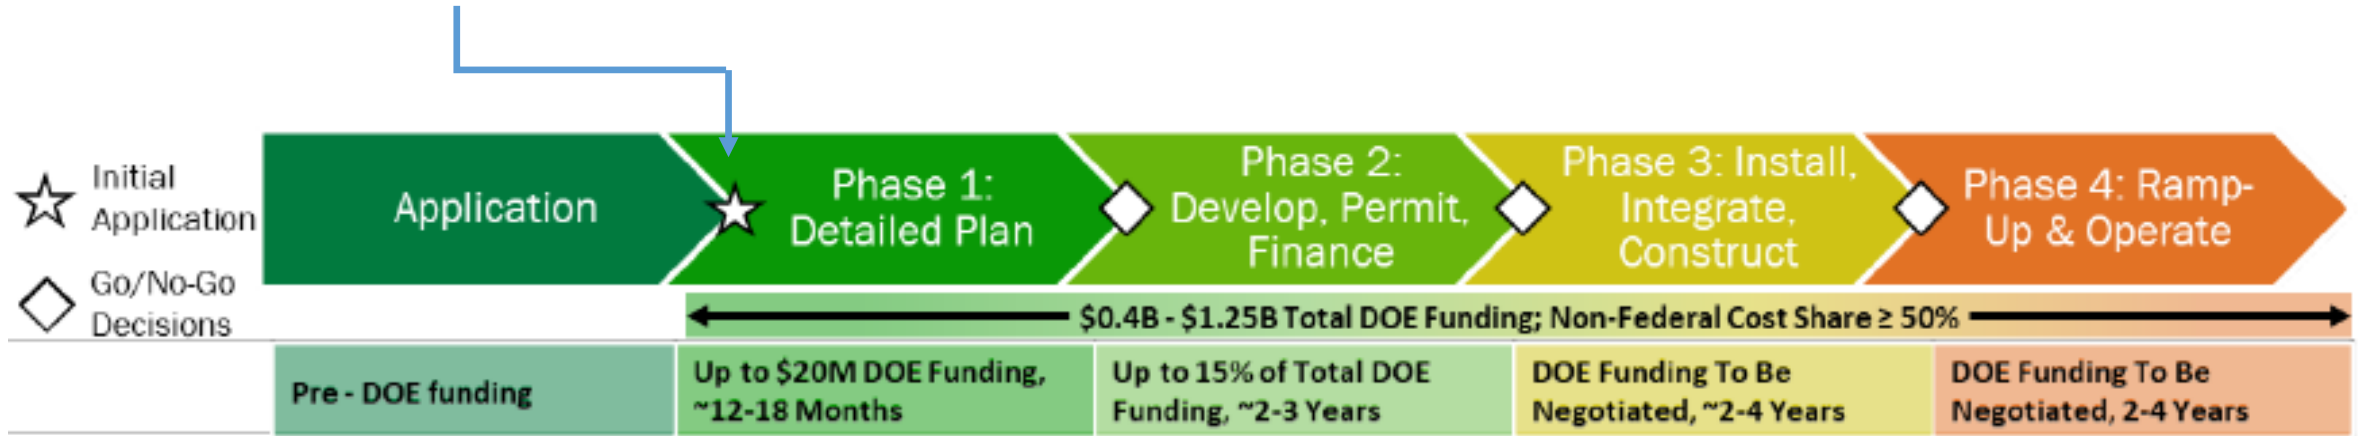 Initial
Application
Go/No-Go
Decisions
Application
Phase 1:
Detailed Plan
Phase 2:
Develop, Permit,
Finance
Phase 3: Install,
Integrate,
Construct
Phase 4: Ramp-
Up & Operate
$0.4B - $1.25B Total DOE Funding; Non-Federal Cost Share ≥ 50%
Pre - DOE funding
Up to $20M DOE Funding,
~12-18 Months
Up to 15% of Total DOE
Funding, ~2-3 Years
DOE Funding To Be
Negotiated, ~2-4 Years
DOE Funding To Be
Negotiated, 2-4 Years